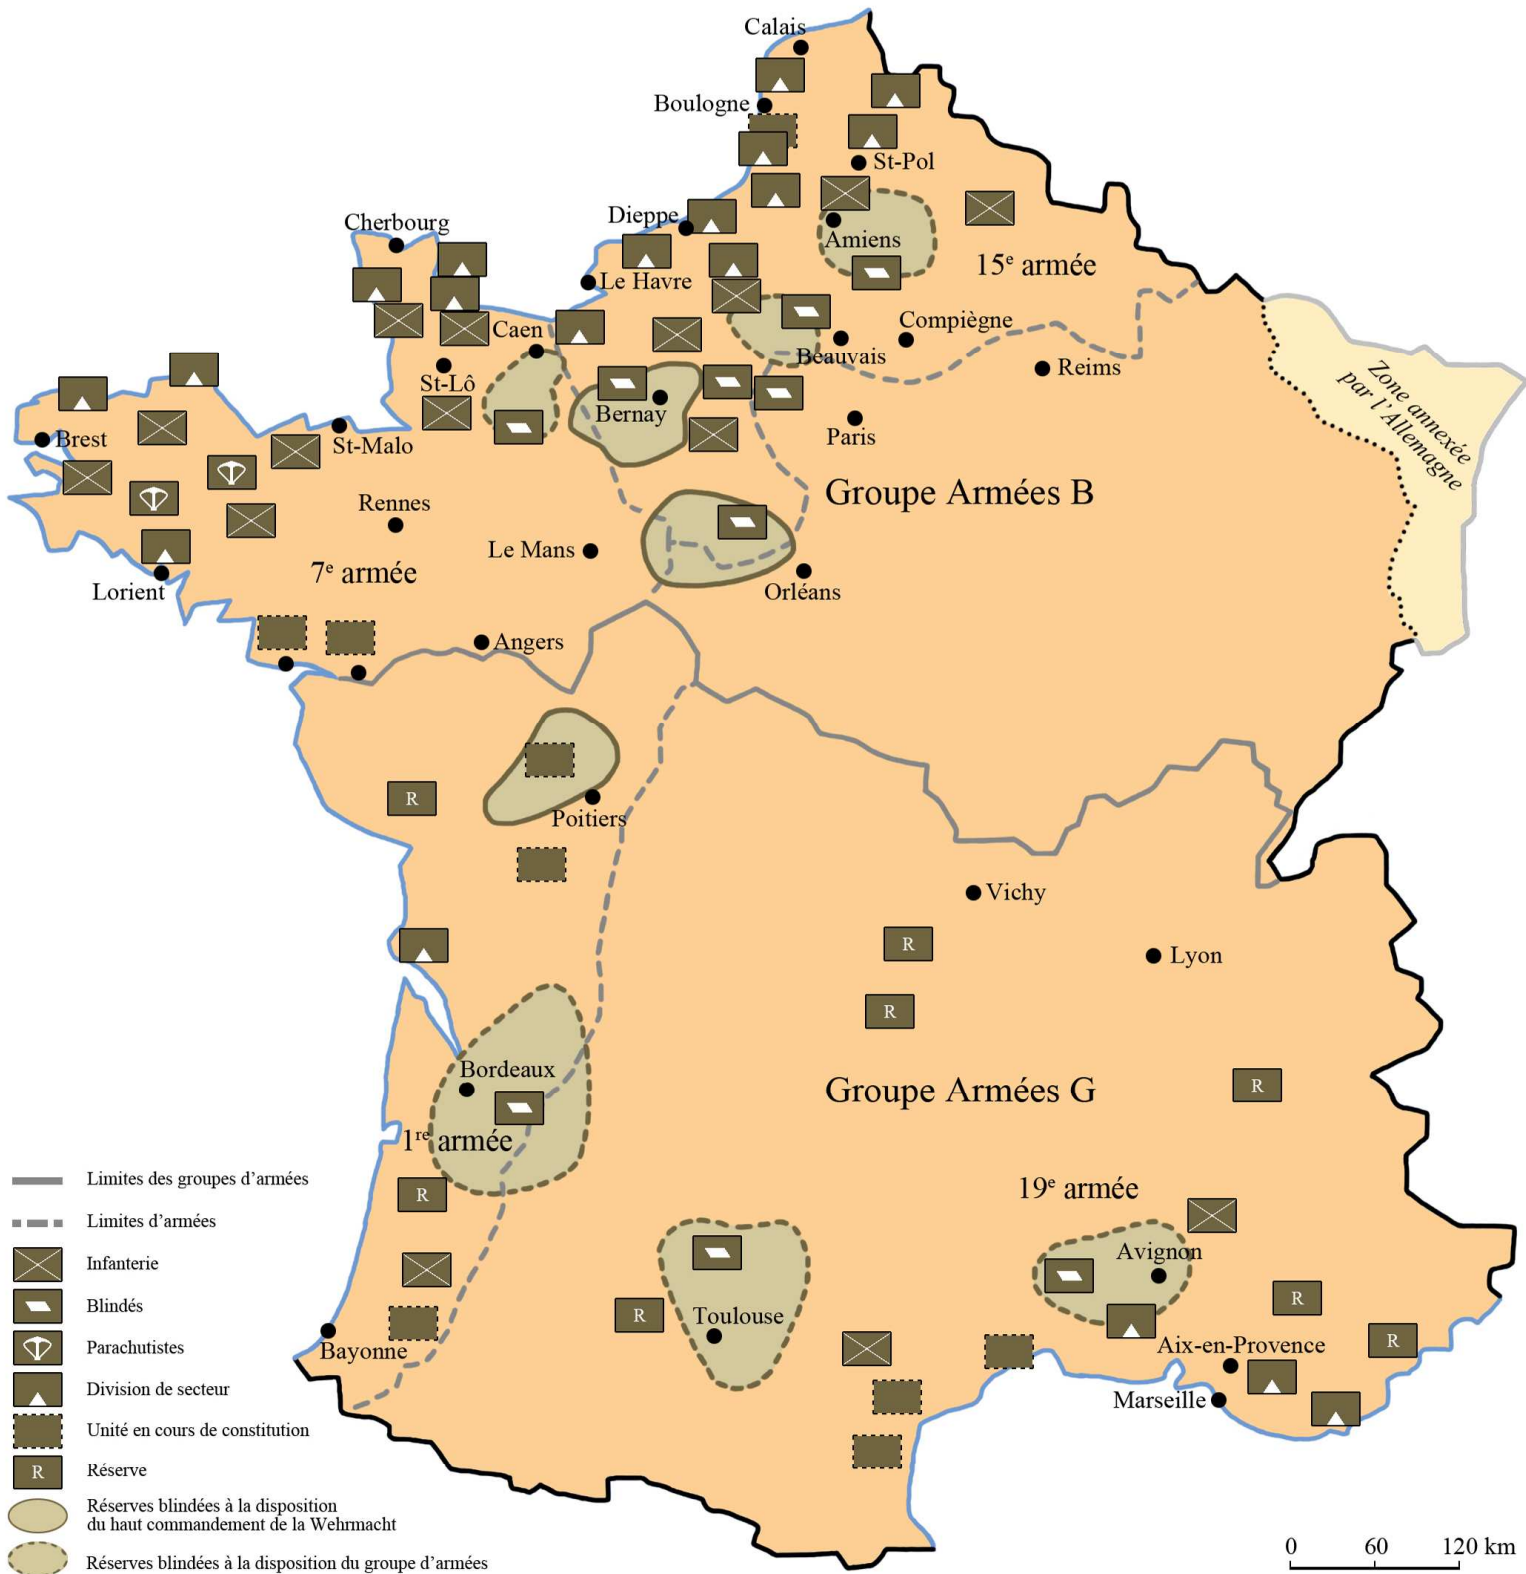 Calais
Boulogne
St-Pol
Cherbourg
Dieppe
Amiens
15e armée
Le Havre
Caen
Compiègne
Beauvais
Reims
St-Lô
Bernay
Zone annexée
par l'Allemagne
Paris
Brest
St-Malo
Groupe Armées B
Rennes
Le Mans
7e armée
Lorient
Orléans
Angers
R
Poitiers
Vichy
R
Lyon
R
Bordeaux
R
Groupe Armées G
1re armée
Limites des groupes d'armées
19e armée
R
Limites d'armées
Avignon
Infanterie
R
Blindés
R
Toulouse
R
Parachutistes
Bayonne
Aix-en-Provence
Division de secteur
Marseille
Unité en cours de constitution
R
Réserve
Réserves blindées à la disposition
du haut commandement de la Wehrmacht
Réserves blindées à la disposition du groupe d'armées
0 60 120 km